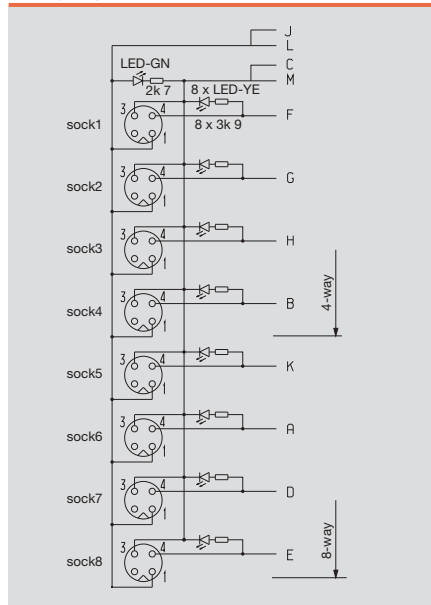 J
L
C
LED-GN
M
2k 7
8 x LED-YE
3 4
F
sock1
8 x 3k 9
1
3 4
G
sock2
1
3 4
H
sock3
1
4-way
3 4
B
sock4
1
3 4
K
sock5
1
3 4
A
sock6
1
3 4
D
sock7
1
8-way
3 4
E
sock8
1